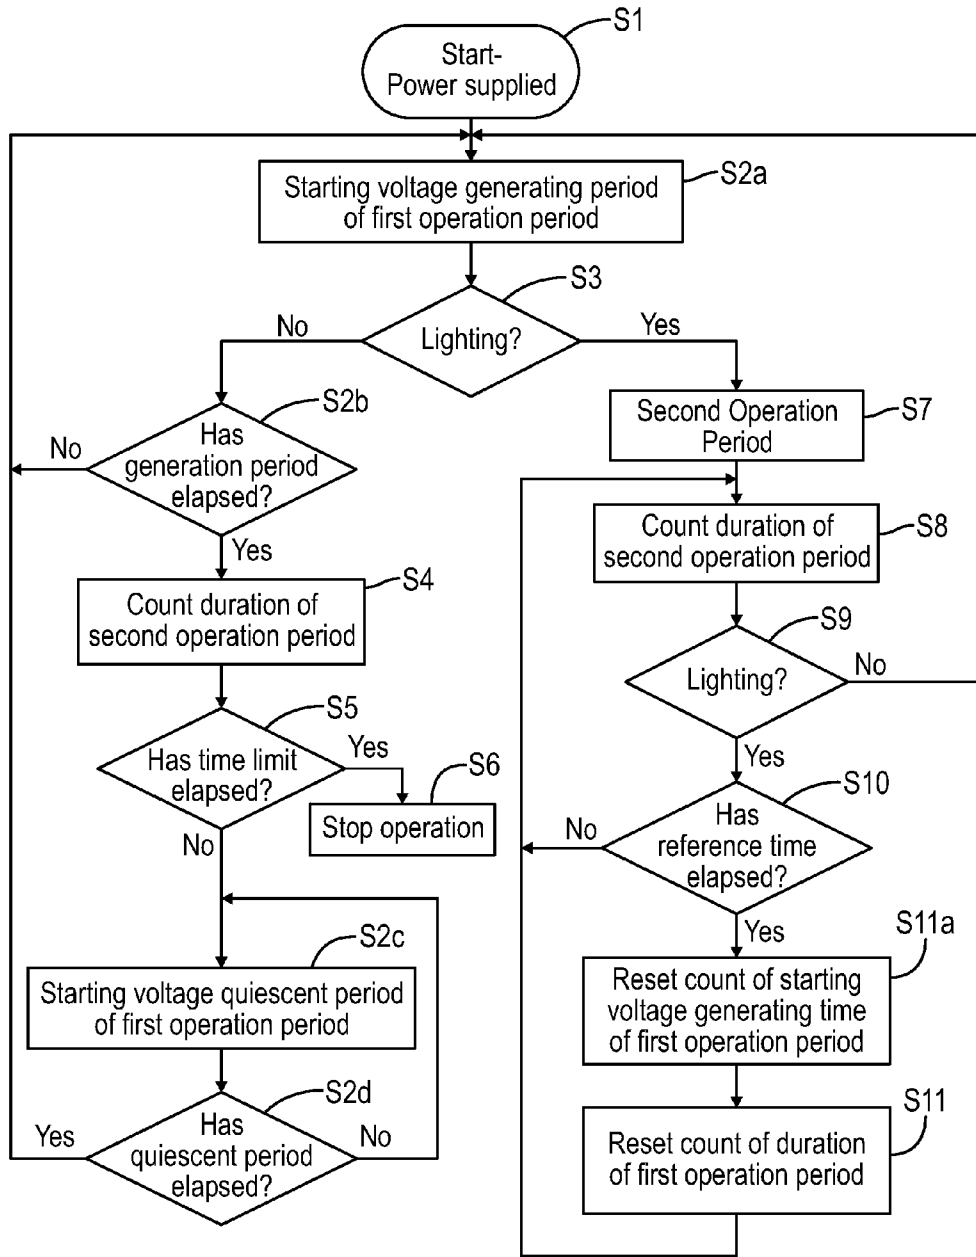 S1
Start-
Power supplied
S2a
Starting voltage generating period
of first operation period
S3
Lighting?
No
Yes
S2b
Has
generation period
elapsed?
No
Yes
S7
Second Operation
Period
S8
Count duration of
second operation period
S4
Count duration of
second operation period
S9
Lighting?
No
Yes
S5
Has time limit
elapsed?
Yes
No
S6
Stop operation
S10
Has
reference time
elapsed?
No
Yes
S2c
Starting voltage quiescent period
of first operation period
S11a
Reset count of starting
voltage generating time
of first operation period
S2d
Has
quiescent period
elapsed?
Yes
No
S11
Reset count of duration
of first operation period